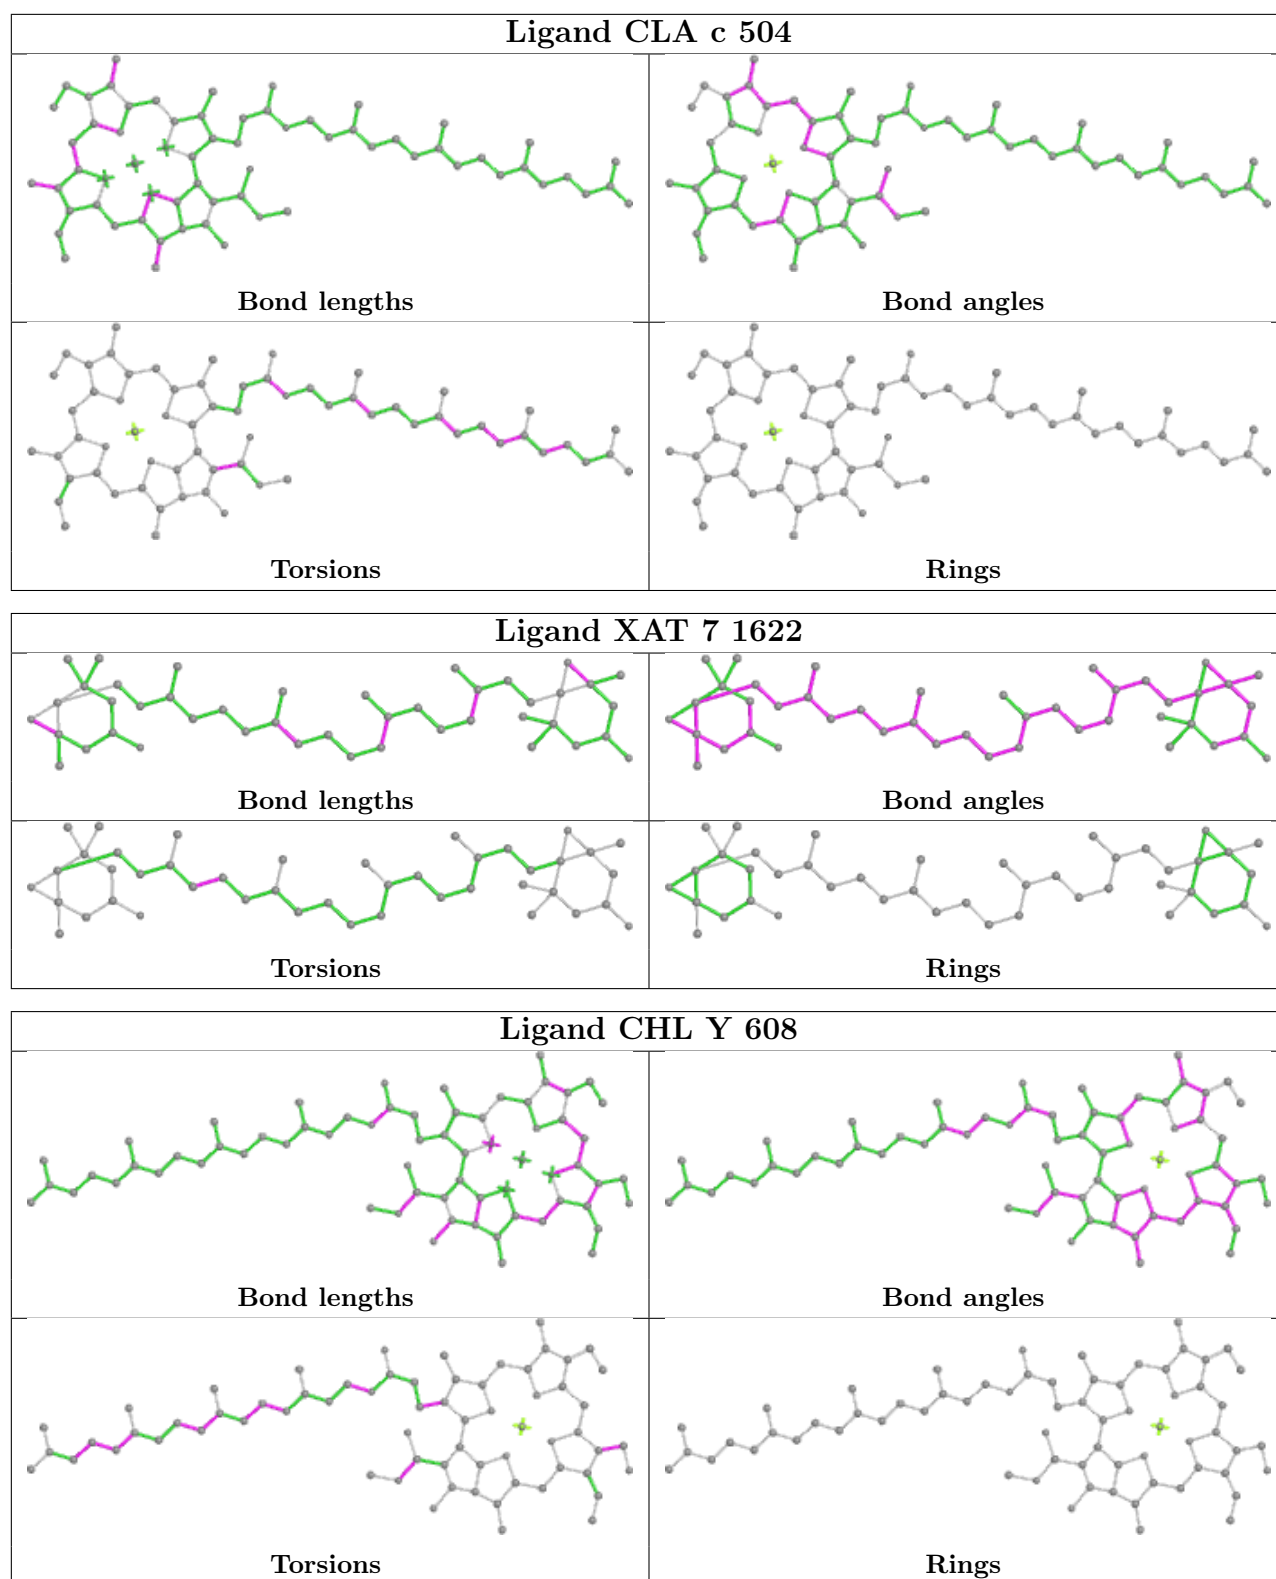 Ligand CLA c 504
Bond lengths
Bond angles
Torsions
Rings
Ligand XAT 7 1622
Bond lengths
Bond angles
Torsions
Rings
Ligand CHL Y 608
Bond lengths
Bond angles
Torsions
Rings